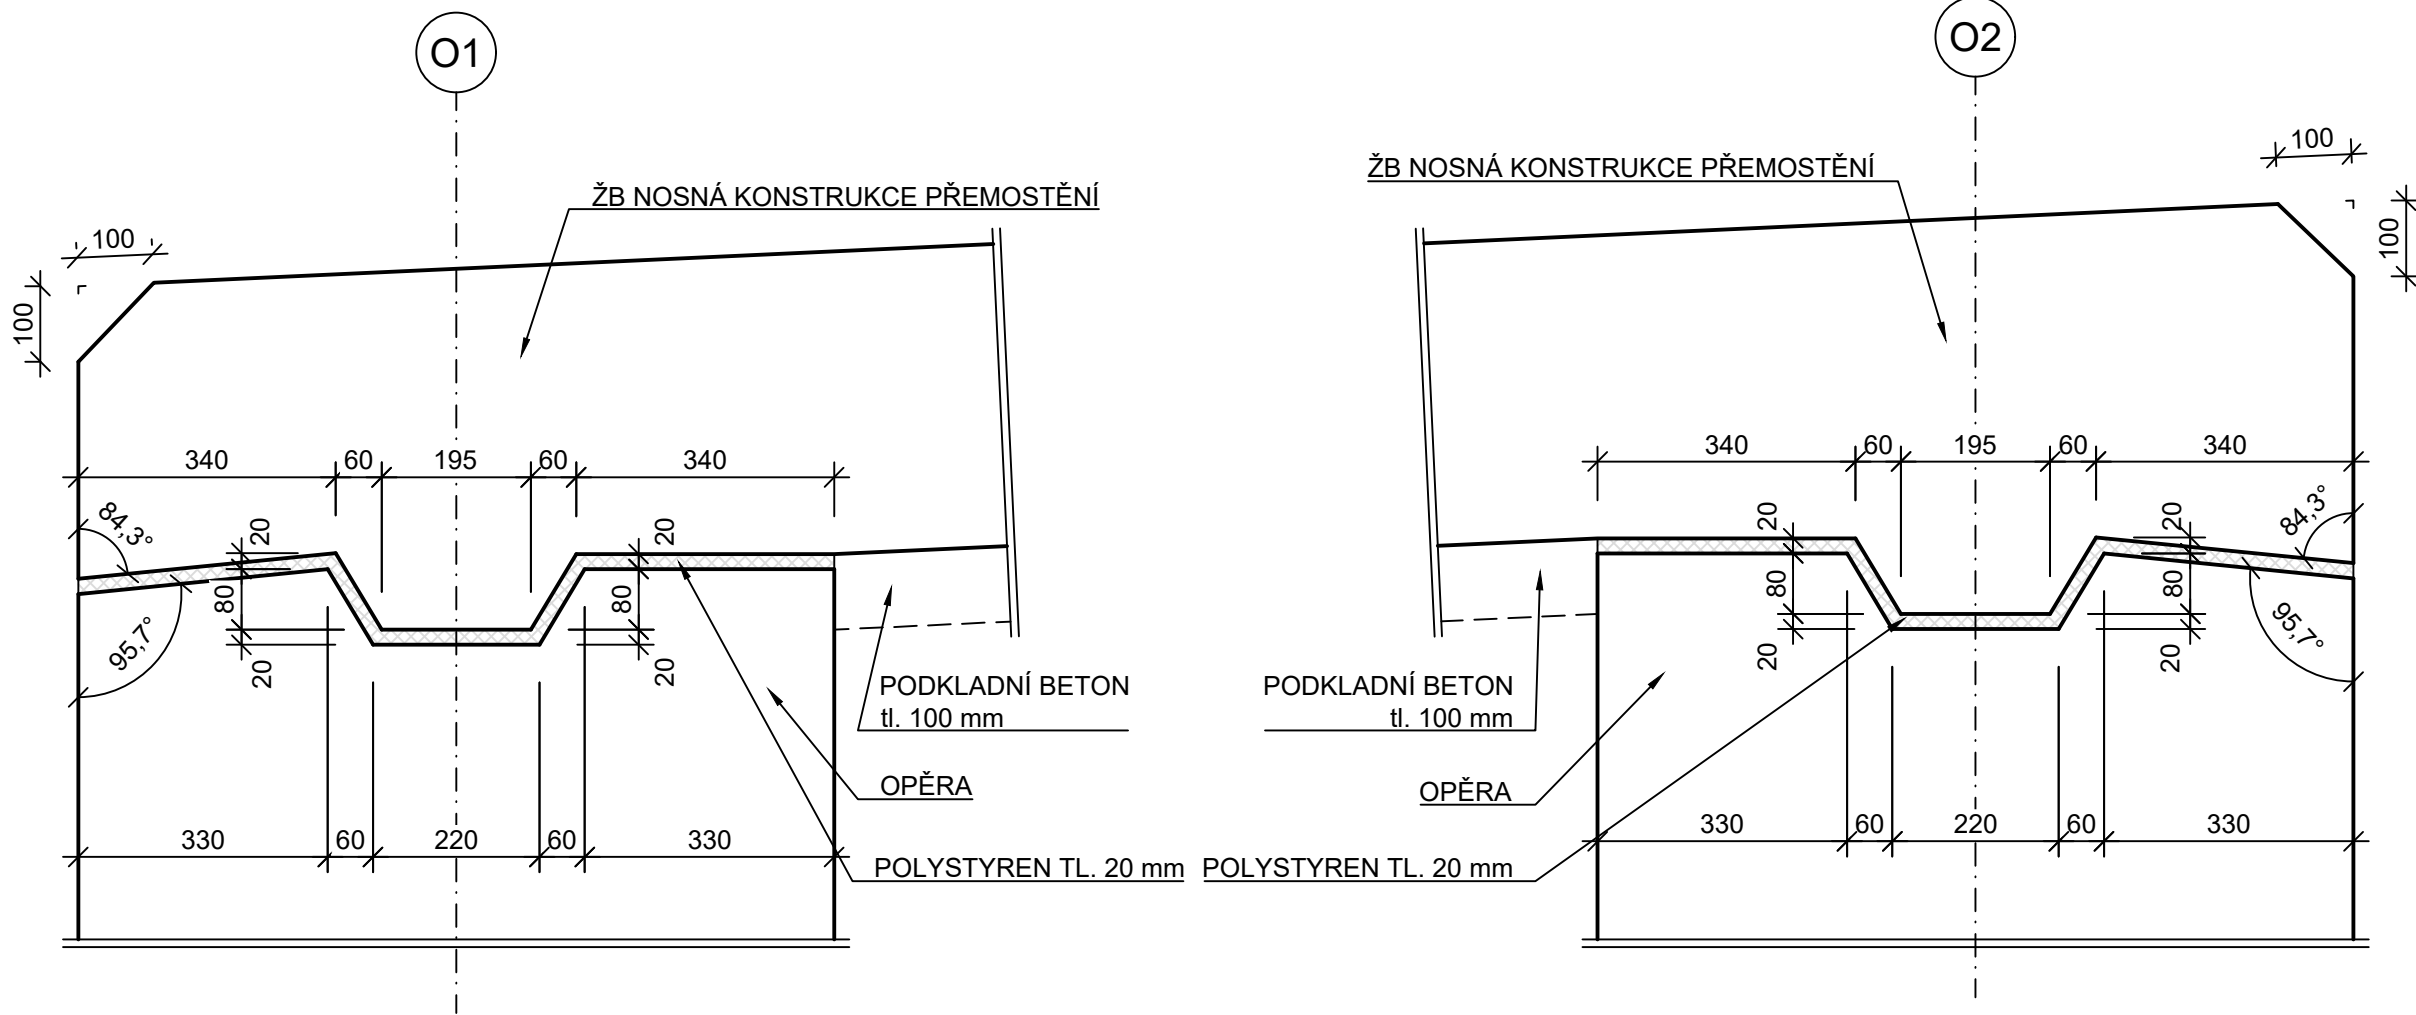 O1
O2
100
ŽB NOSNÁ KONSTRUKCE PŘEMOSTĚNÍ
ŽB NOSNÁ KONSTRUKCE PŘEMOSTĚNÍ
100
100
100
340 60 195 60 340
340 60 195 60 340
84,3°
20
20
20
20
84,3°
95,7°
80
80
80
80
95,7°
20
20
20
20
PODKLADNÍ BETON
tl. 100 mm
PODKLADNÍ BETON
tl. 100 mm
OPĚRA
OPĚRA
330 60 220 60 330
330 60 220 60 330
POLYSTYREN TL. 20 mm
POLYSTYREN TL. 20 mm